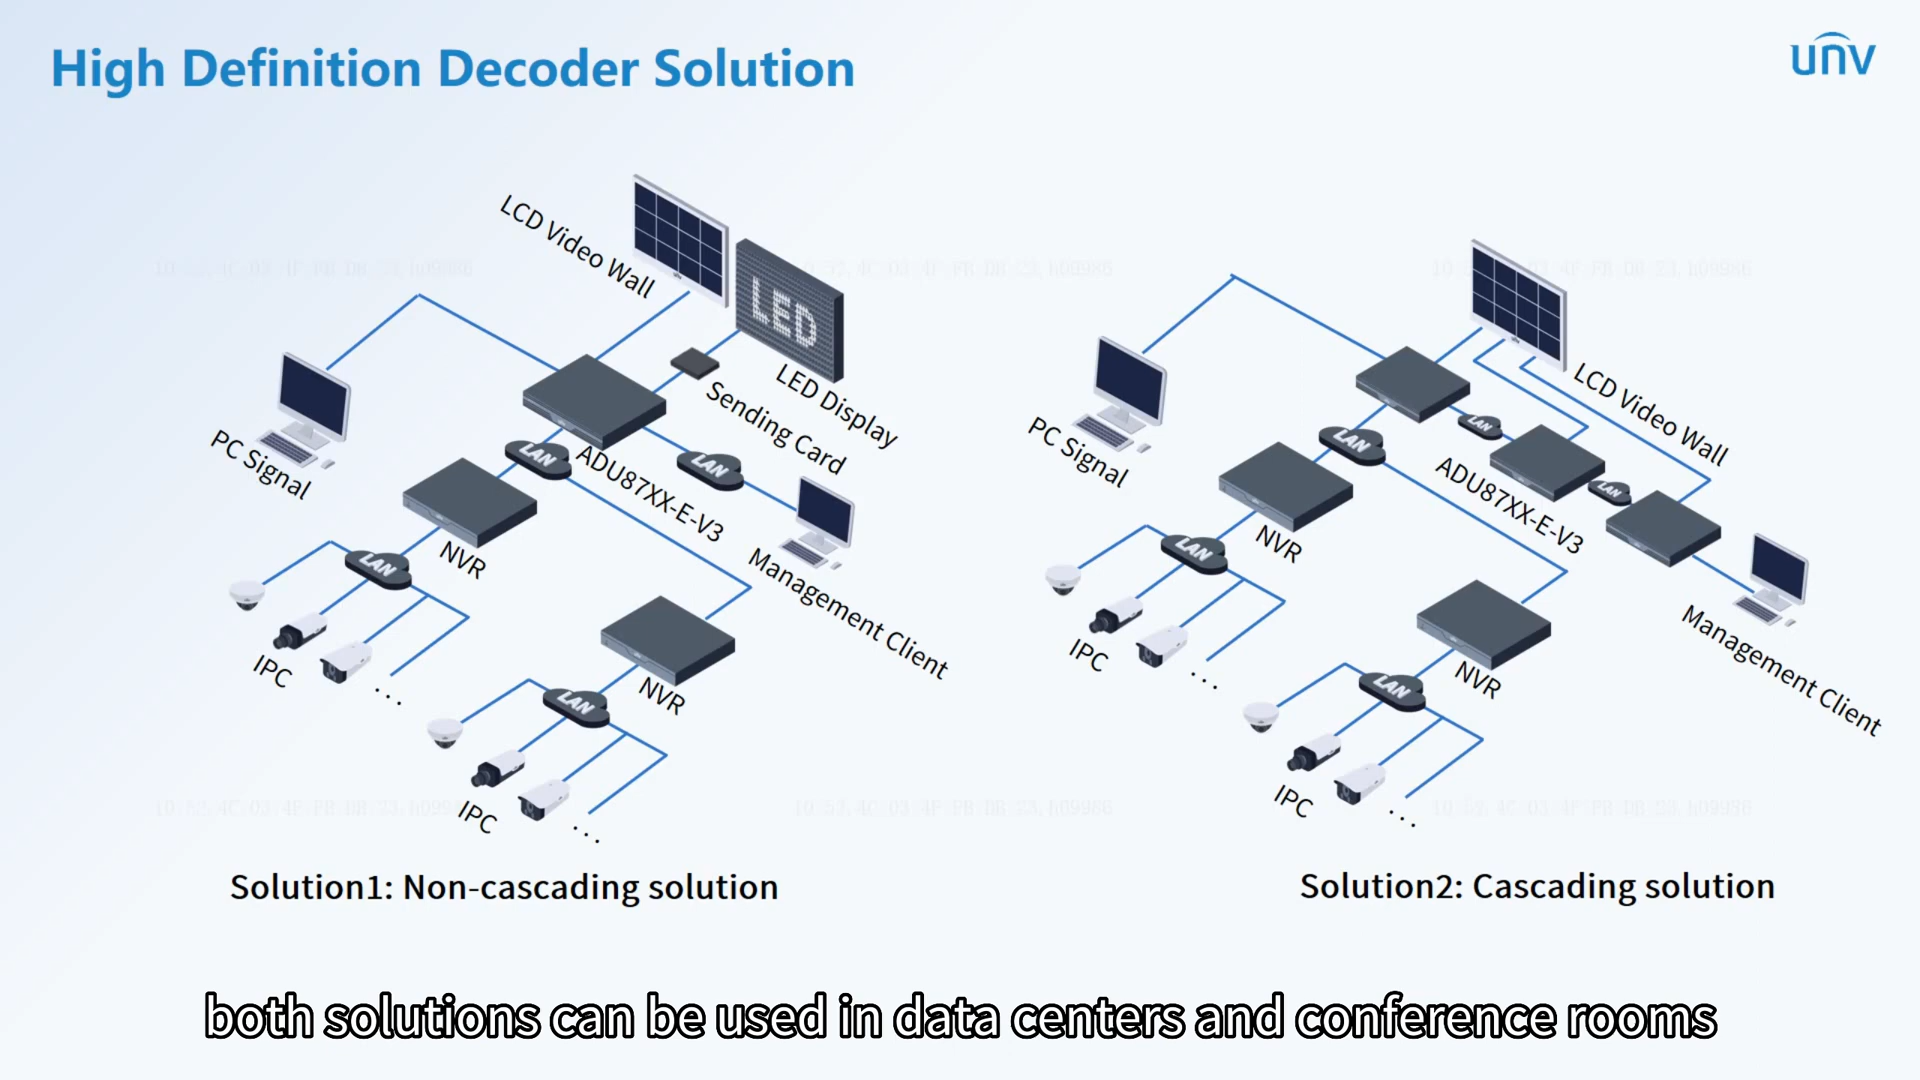 High Definition Decoder Solution
unv
LCD Video Wall
LED
LED Display
Sending Card
PC Signal
LAN
ADU87XX-E-V3
LAN
NVR
Management Client
LAN
IPC
...
NVR
LAN
IPC
...
Solution1: Non-cascading solution
LCD Video Wall
PC Signal
LAN
LAN
LAN
ADU87XX-E-V3
NVR
Management Client
LAN
IPC
...
NVR
LAN
IPC
...
Solution2: Cascading solution
both solutions can be used in data centers and conference rooms